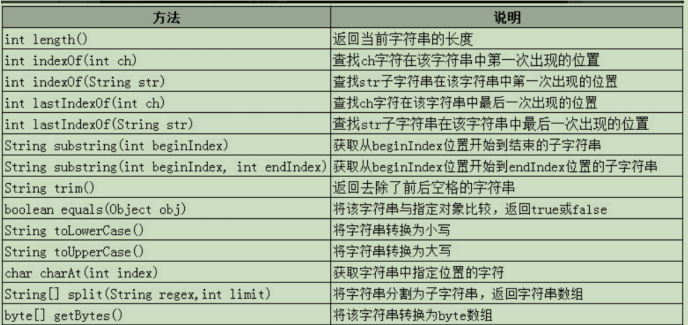 方法 说明
int length() 返回当前字符串的长度
int indexOf(int ch) 查找ch字符在该字符串中第一次出现的位置
int indexOf(String str) 查找str子字符串在该字符串中第一次出现的位置
int lastIndexOf(int ch) 查找ch字符在该字符串中最后一次出现的位置
int lastIndexOf(String str) 查找str子字符串在该字符串中最后一次出现的位置
String substring(int beginIndex) 获取从beginIndex位置开始到结束的子字符串
String substring(int beginIndex, int endIndex) 获取从beginIndex位置开始到endIndex位置的子字符串
String trim() 返回去除了前后空格的字符串
boolean equals(Object obj) 将该字符串与指定对象比较，返回true或false
String toLowerCase() 将字符串转换为小写
String toUpperCase() 将字符串转换为大写
char charAt(int index) 获取字符串中指定位置的字符
String[] split(String regex,int limit) 将字符串分割为子字符串，返回字符串数组
byte[] getBytes() 将该字符串转换为byte数组